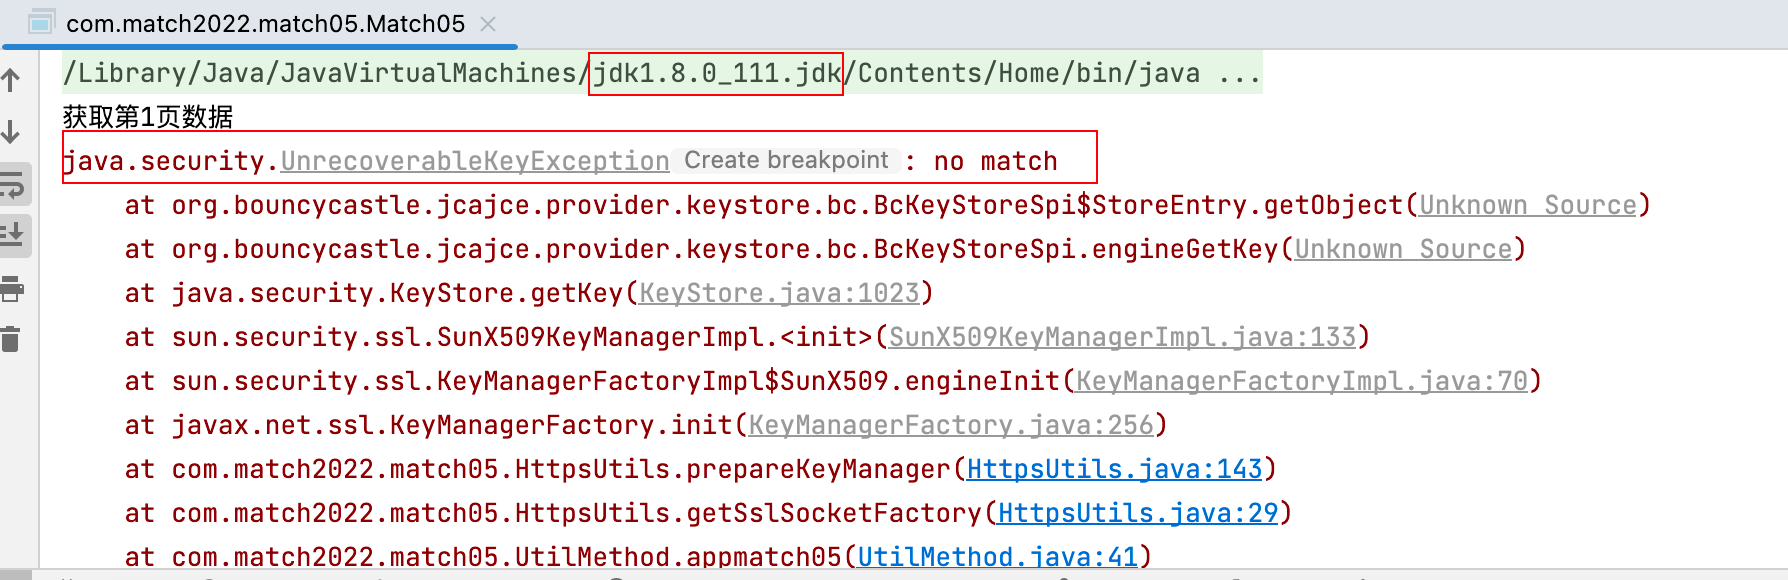 com.match2022.match05.Match05
/Library/Java/JavaVirtualMachines/jdk1.8.0_111.jdk/Contents/Home/bin/java ...
获取第1页数据
java.security.UnrecoverableKeyException Create breakpoint : no match
at org.bouncycastle.jcajce.provider.keystore.bc.BcKeyStoreSpi$StoreEntry.getObject(Unknown Source)
at org.bouncycastle.jcajce.provider.keystore.bc.BcKeyStoreSpi.engineGetKey(Unknown Source)
at java.security.KeyStore.getKey(KeyStore.java:1023)
at sun.security.ssl.SunX509KeyManagerImpl.<init>(SunX509KeyManagerImpl.java:133)
at sun.security.ssl.KeyManagerFactoryImpl$SunX509.engineInit(KeyManagerFactoryImpl.java:70)
at javax.net.ssl.KeyManagerFactory.init(KeyManagerFactory.java:256)
at com.match2022.match05.HttpsUtils.prepareKeyManager(HttpsUtils.java:143)
at com.match2022.match05.HttpsUtils.getSslSocketFactory(HttpsUtils.java:29)
at com.match2022.match05.UtilMethod.appmatch05(UtilMethod.java:41)